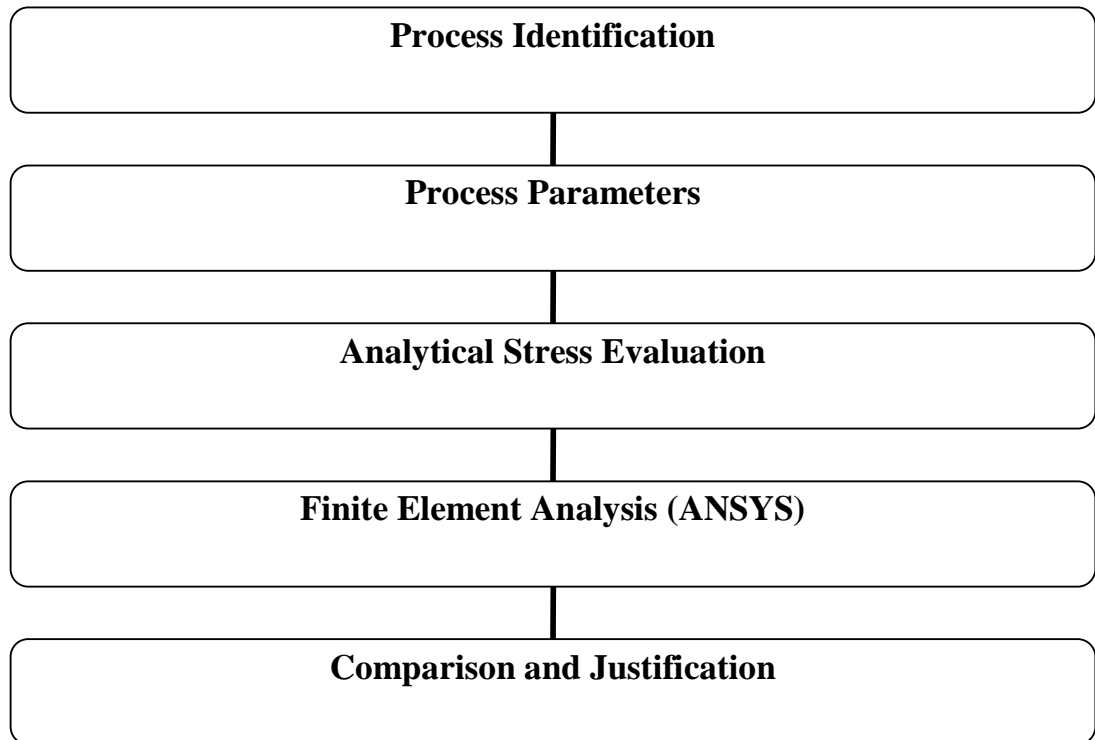 Process Identification
Process Parameters
Analytical Stress Evaluation
Finite Element Analysis (ANSYS)
Comparison and Justification